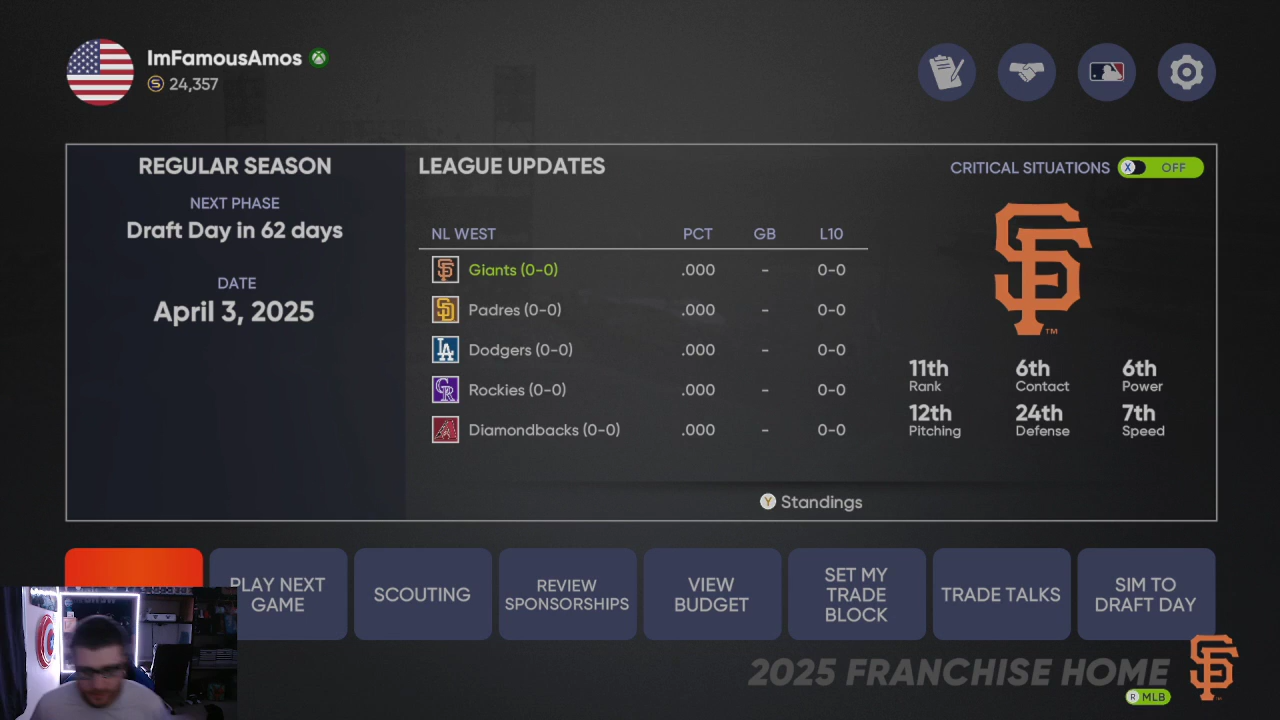 ImFamousAmos
S 24,357
REGULAR SEASON
NEXT PHASE
Draft Day in 62 days
DATE
April 3, 2025
LEAGUE UPDATES
CRITICAL SITUATIONS X OFF
NL WEST PCT GB L10
Giants (0-0) .000 - 0-0
Padres (0-0) .000 - 0-0
Dodgers (0-0) .000 - 0-0
Rockies (0-0) .000 - 0-0
Diamondbacks (0-0) .000 - 0-0
SF
TM
11th 6th 6th
Rank Contact Power
12th 24th 7th
Pitching Defense Speed
Y Standings
PLAY NEXT
GAME
SCOUTING
REVIEW
SPONSORSHIPS
VIEW
BUDGET
SET MY
TRADE
BLOCK
TRADE TALKS
SIM TO
DRAFT DAY
2025 FRANCHISE HOME
SF
R MLB